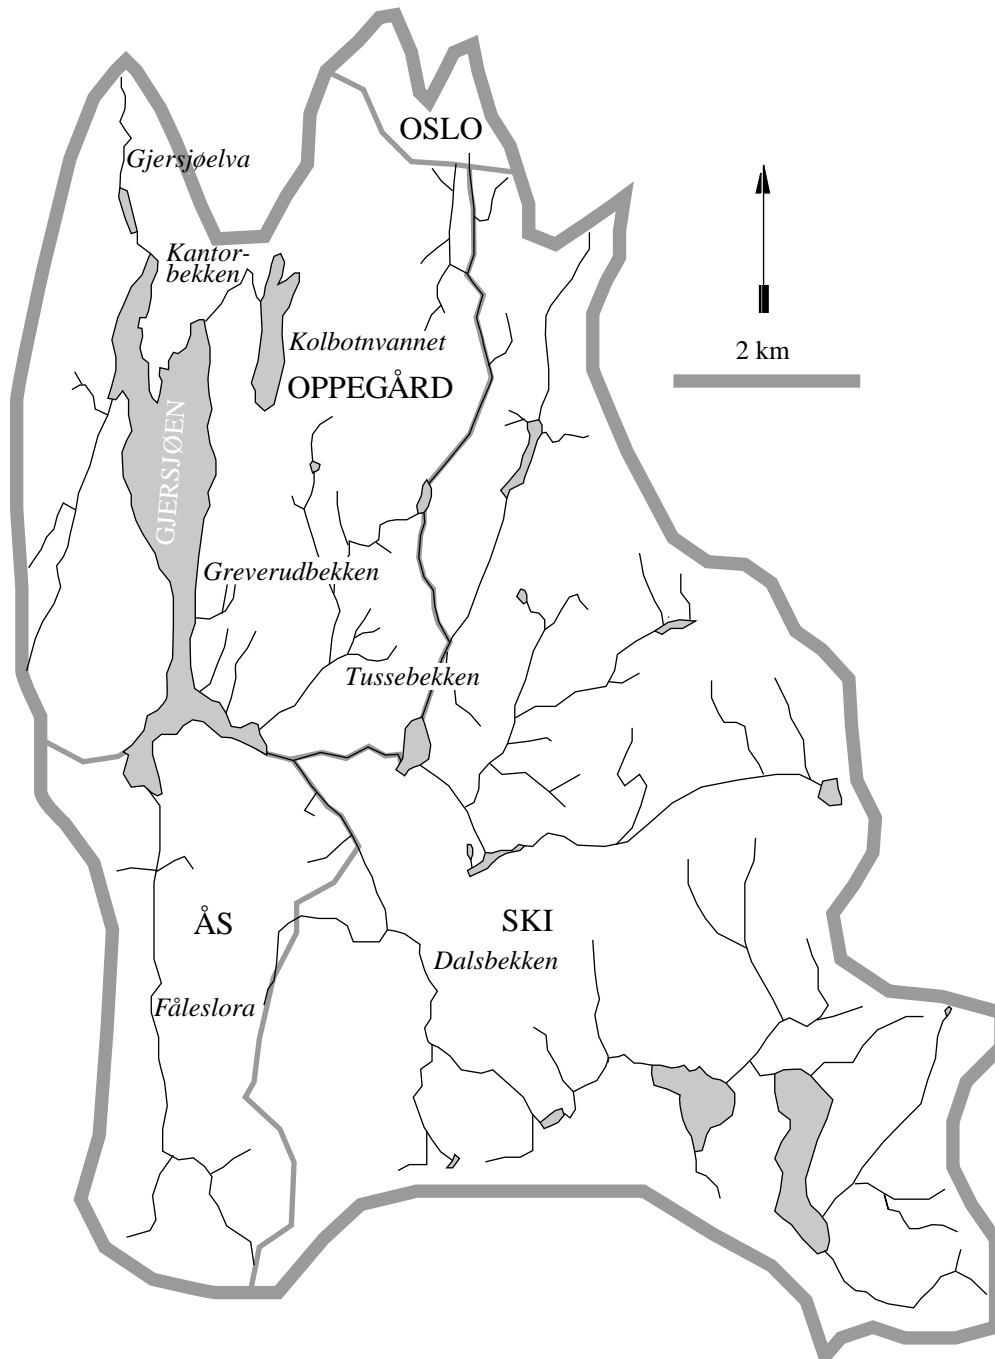 OSLO
Gjersjøelva
Kantor-
bekken
Kolbotnvannet
2 km
OPPEGÅRD
GJERSJØEN
Greverudbekken
Tussebekken
ÅS
SKI
Dalsbekken
Fåleslora